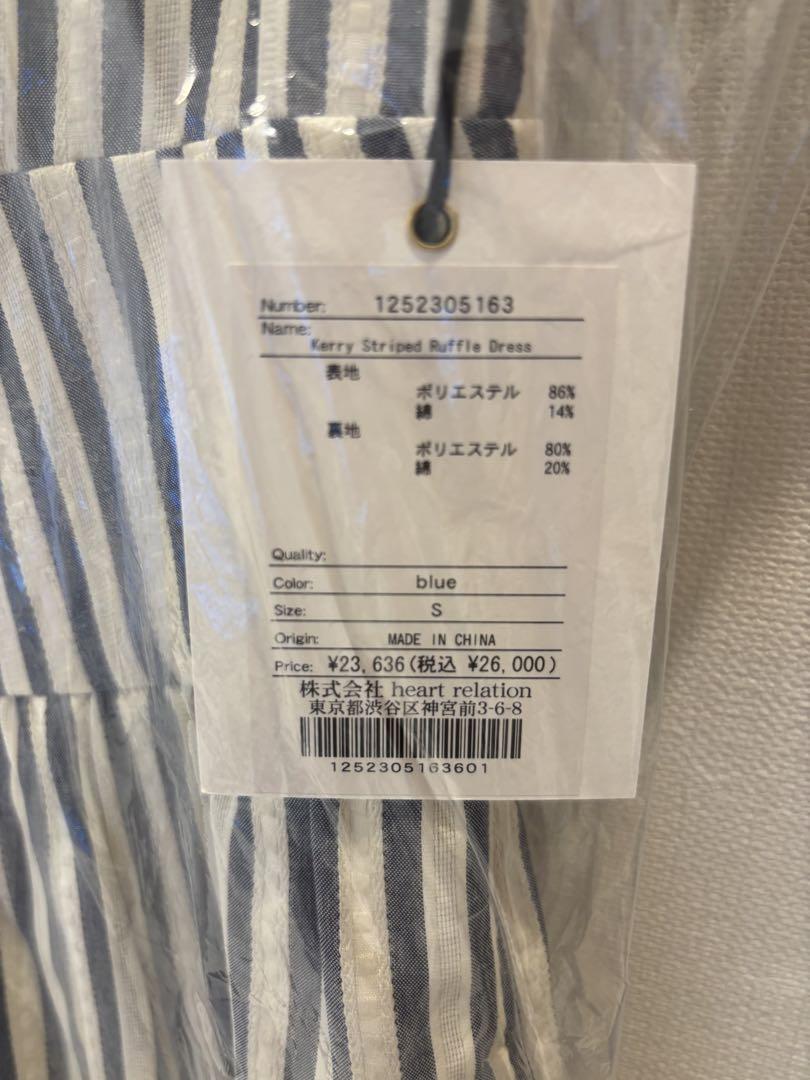 Number: 1252305163
Name:
Kerry Striped Ruffle Dress
表地
ポリエステル 86%
綿 14%
裏地
ポリエステル 80%
綿 20%
Quality:
Color: blue
Size: S
Origin: MADE IN CHINA
Price: ¥23,636(税込 ¥26,000)
株式会社 heart relation
東京都渋谷区神宮前3-6-8
1252305163601